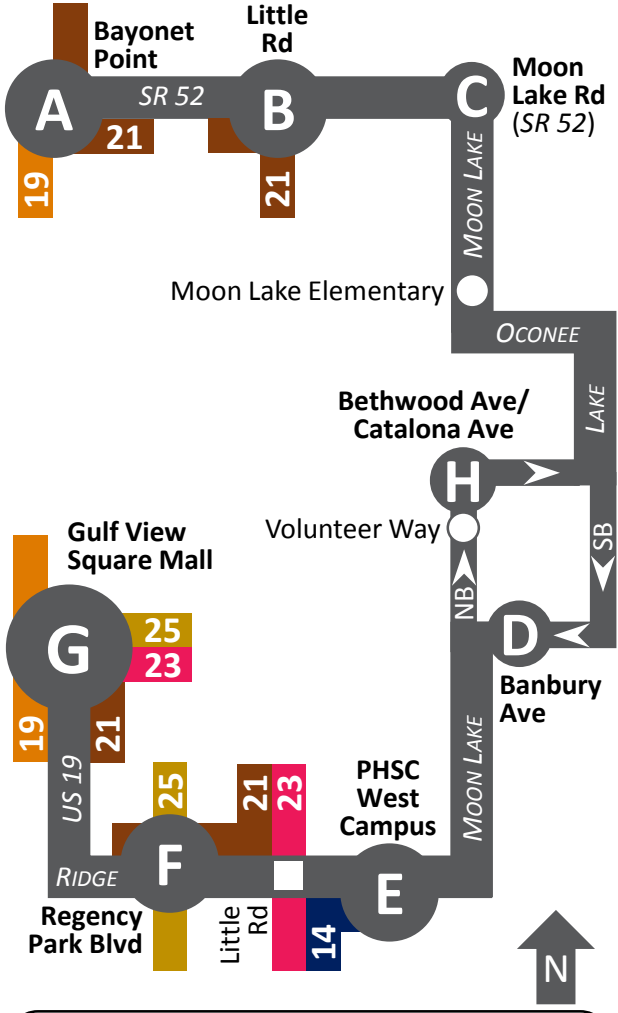 Bayonet
Point
Little
Rd
Moon
Lake Rd
(SR 52)
A
SR 52
B
C
21
19
21
MOON LAKE
Moon Lake Elementary
OCONEE
LAKE
Bethwood Ave/
Catalona Ave
H
Volunteer Way
SB
NB
D
Banbury
Ave
Gulf View
Square Mall
G
25
23
19
21
US 19
MOON LAKE
PHSC
West
Campus
25
21
23
F
RIDGE
E
Regency
Park Blvd
Little
Rd
14
N